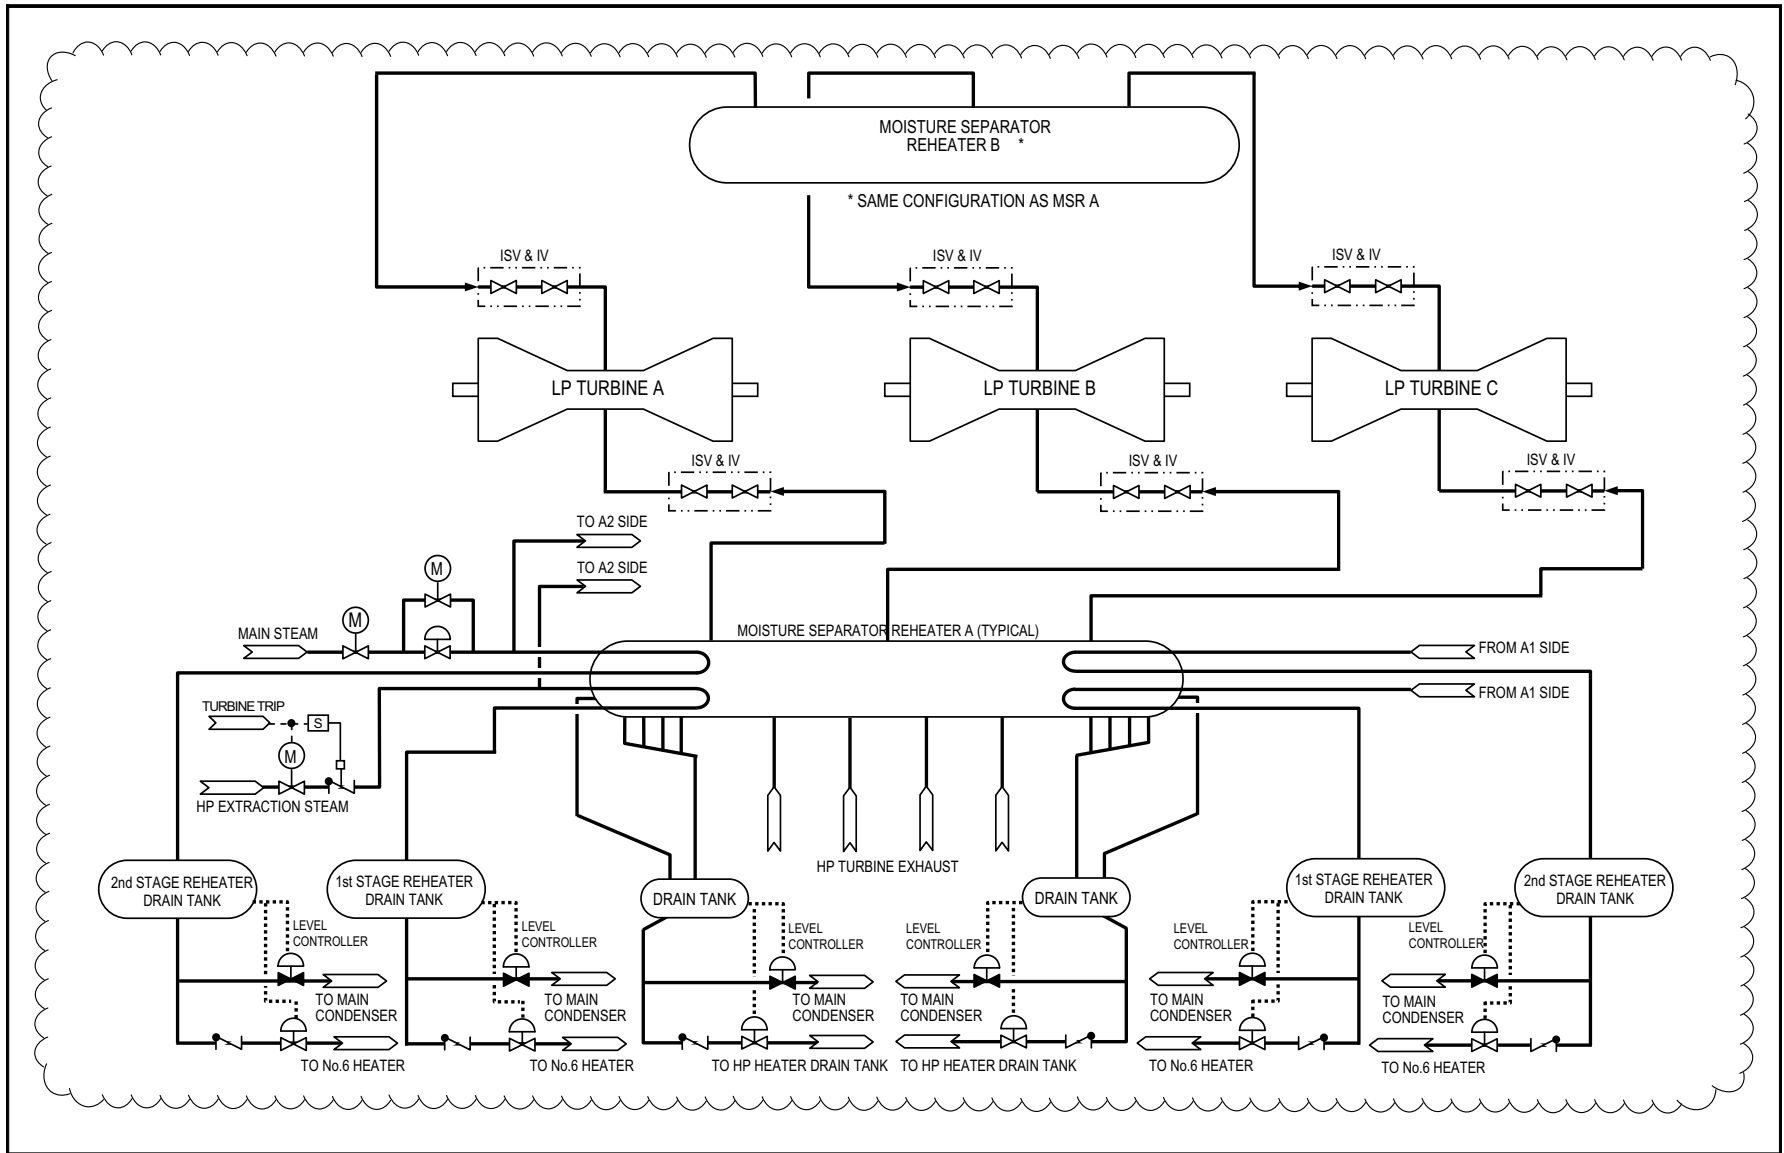 MOISTURE SEPARATOR
REHEATER B *
* SAME CONFIGURATION AS MSR A
ISV & IV
ISV & IV
ISV & IV
LP TURBINE A
LP TURBINE B
LP TURBINE C
ISV & IV
ISV & IV
ISV & IV
TO A2 SIDE
TO A2 SIDE
M
M
MAIN STEAM
MOISTURE SEPARATOR REHEATER A (TYPICAL)
FROM A1 SIDE
FROM A1 SIDE
TURBINE TRIP
S
M
HP EXTRACTION STEAM
HP TURBINE EXHAUST
2nd STAGE REHEATER
DRAIN TANK
1st STAGE REHEATER
DRAIN TANK
DRAIN TANK
DRAIN TANK
1st STAGE REHEATER
DRAIN TANK
2nd STAGE REHEATER
DRAIN TANK
LEVEL
CONTROLLER
LEVEL
CONTROLLER
LEVEL
CONTROLLER
LEVEL
CONTROLLER
LEVEL
CONTROLLER
LEVEL
CONTROLLER
TO MAIN
CONDENSER
TO MAIN
CONDENSER
TO MAIN
CONDENSER
TO MAIN
CONDENSER
TO MAIN
CONDENSER
TO MAIN
CONDENSER
TO No.6 HEATER
TO No.6 HEATER
TO HP HEATER DRAIN TANK
TO HP HEATER DRAIN TANK
TO No.6 HEATER
TO No.6 HEATER